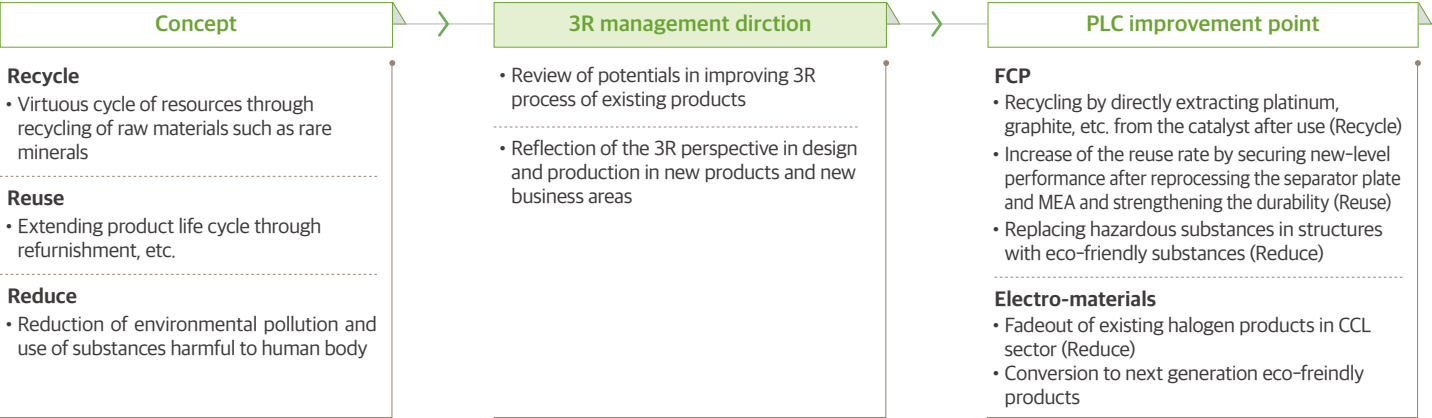 Concept
Recycle
• Virtuous cycle of resources through
recycling of raw materials such as rare
minerals
Reuse
• Extending product life cycle through
refurnishment, etc.
Reduce
• Reduction of environmental pollution and
use of substances harmful to human body
3R management dirction
• Review of potentials in improving 3R
process of existing products
• Reflection of the 3R perspective in design
and production in new products and new
business areas
PLC improvement point
FCP
• Recycling by directly extracting platinum,
graphite, etc. from the catalyst after use (Recycle)
• Increase of the reuse rate by securing new-level
performance after reprocessing the separator plate
and MEA and strengthening the durability (Reuse)
• Replacing hazardous substances in structures
with eco-friendly substances (Reduce)
Electro-materials
• Fadeout of existing halogen products in CCL
sector (Reduce)
• Conversion to next generation eco-freindly
products